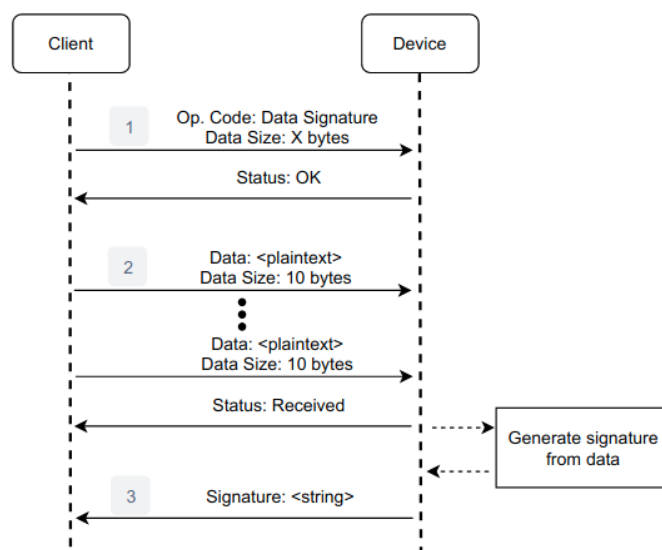 Client
Device
1
Op. Code: Data Signature
Data Size: X bytes
Status: OK
2
Data: <plaintext>
Data Size: 10 bytes
Data: <plaintext>
Data Size: 10 bytes
Status: Received
Generate signature
from data
3
Signature: <string>